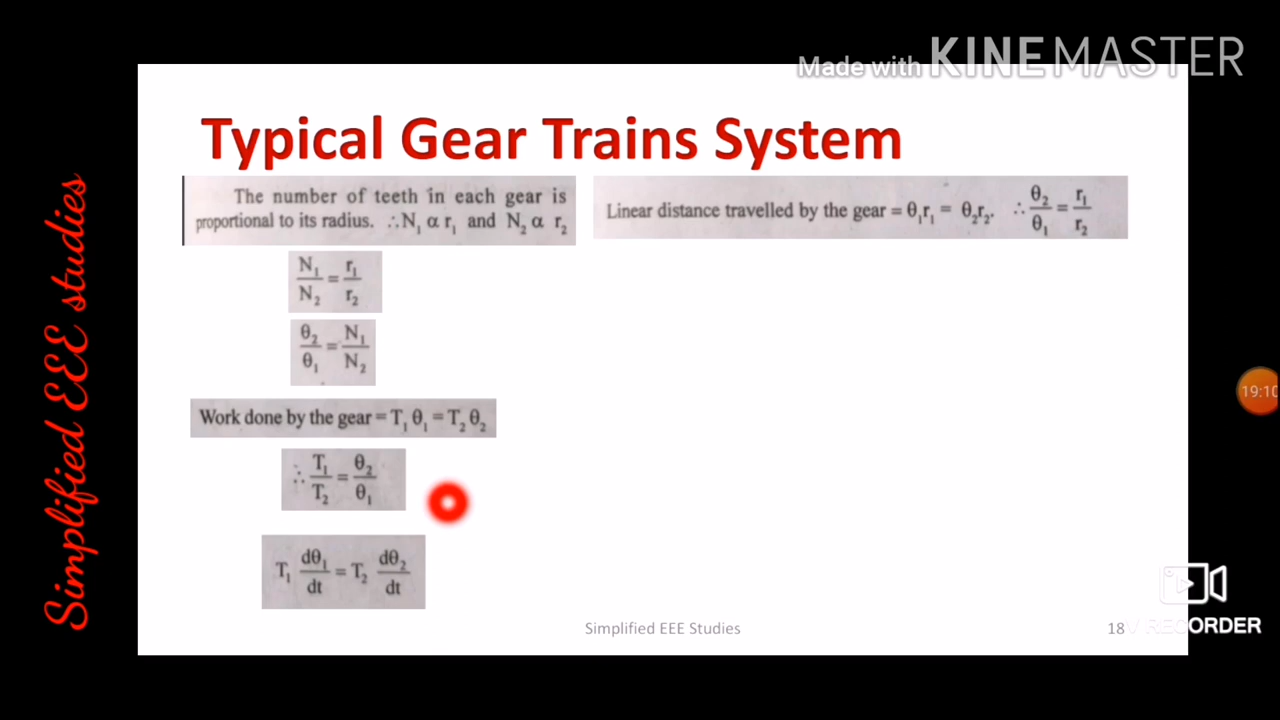 Made with KINEMASTER
Simplified EEE studies
Typical Gear Trains System
The number of teeth in each gear is
proportional to its radius. ∴N₁ α r₁ and N₂ α r₂
Linear distance travelled by the gear = θ₁r₁ = θ₂r₂. ∴ θ₂/θ₁ = r₁/r₂
N₁/N₂ = r₁/r₂
θ₂/θ₁ = N₁/N₂
Work done by the gear = T₁ θ₁ = T₂ θ₂
∴ T₁/T₂ = θ₂/θ₁
T₁ dθ₁/dt = T₂ dθ₂/dt
19:10
Simplified EEE Studies
18
RECORDER